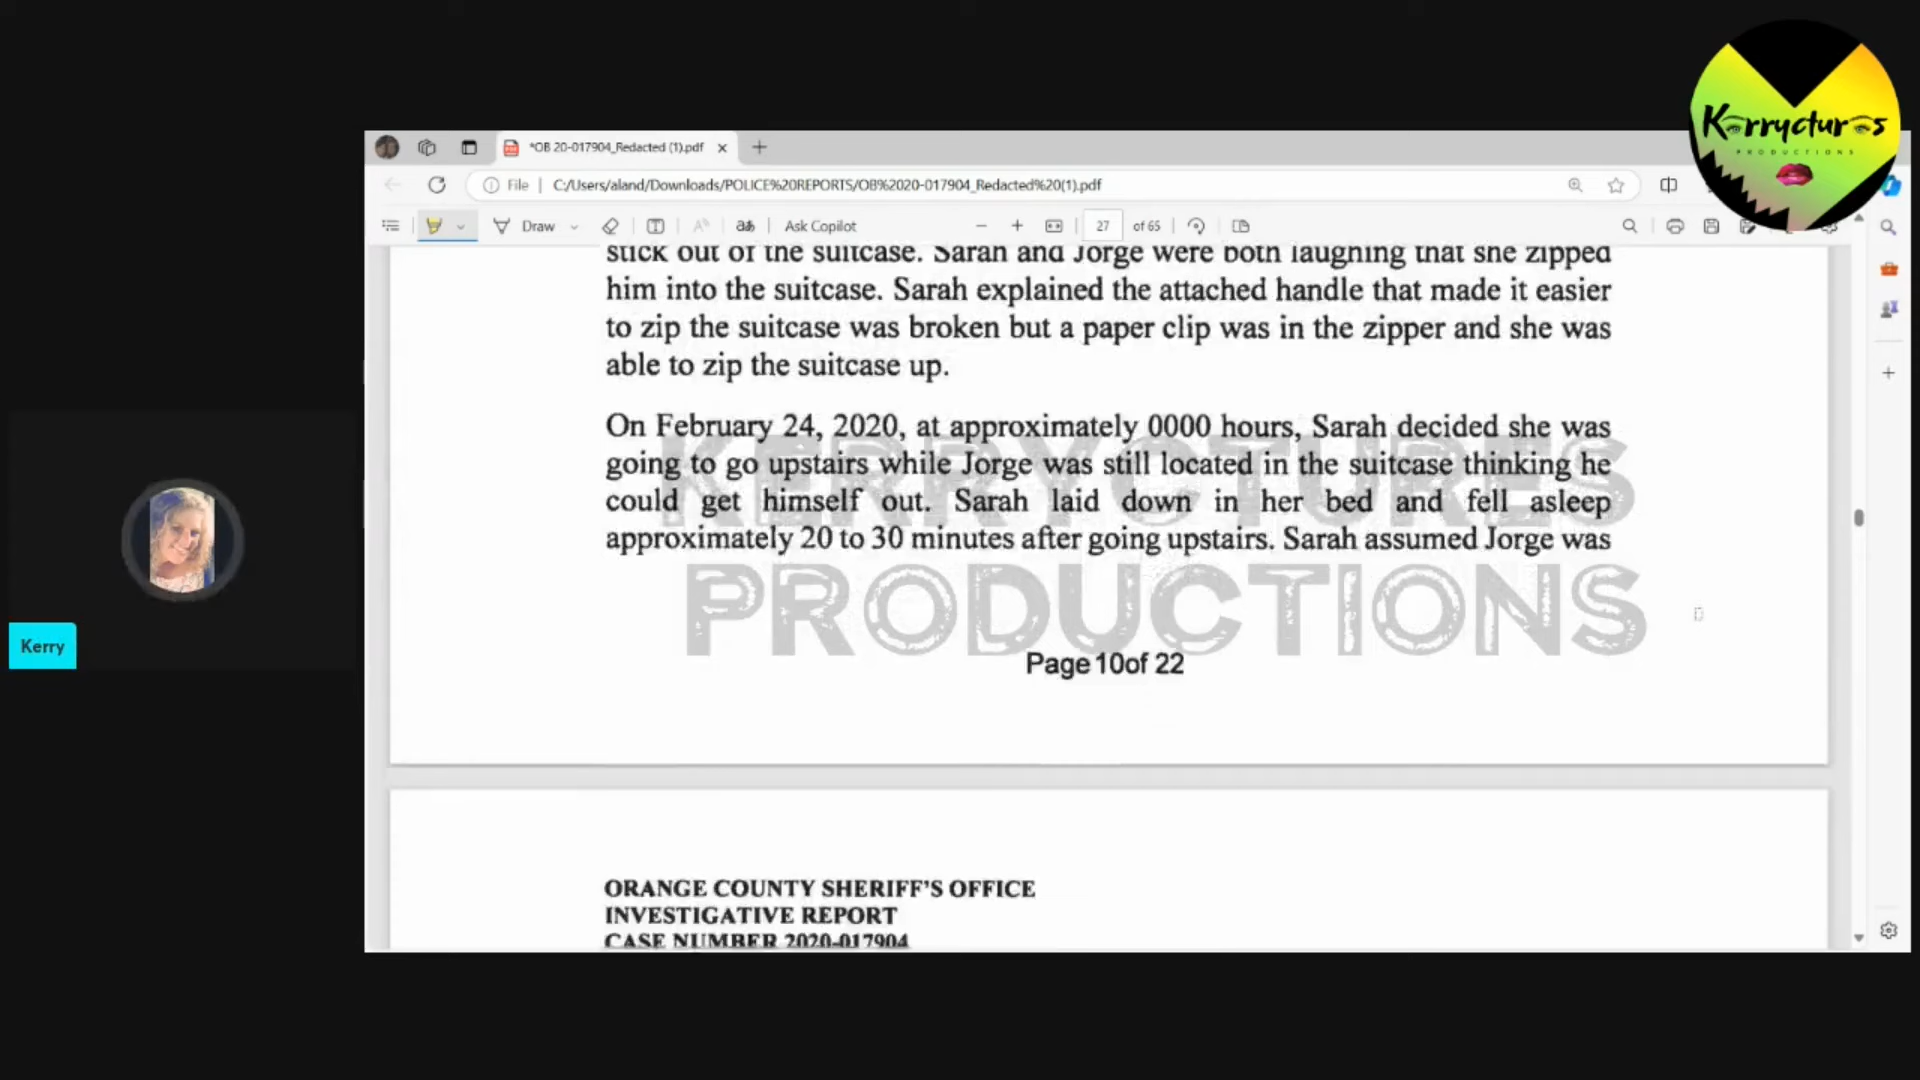 Kerryctures
PRODUCTIONS
*OB 20-017904_Redacted (1).pdf
File
C:/Users/aland/Downloads/POLICE%20REPORTS/OB%2020-017904_Redacted%20(1).pdf
Draw
Ask Copilot
27 of 65
stick out of the suitcase. Sarah and Jorge were both laughing that she zipped
him into the suitcase. Sarah explained the attached handle that made it easier
to zip the suitcase was broken but a paper clip was in the zipper and she was
able to zip the suitcase up.
On February 24, 2020, at approximately 0000 hours, Sarah decided she was
going to go upstairs while Jorge was still located in the suitcase thinking he
could get himself out. Sarah laid down in her bed and fell asleep
approximately 20 to 30 minutes after going upstairs. Sarah assumed Jorge was
KERRYCTURES
PRODUCTIONS
Page 10of 22
Kerry
ORANGE COUNTY SHERIFF'S OFFICE
INVESTIGATIVE REPORT
CASE NUMBER 2020-017904